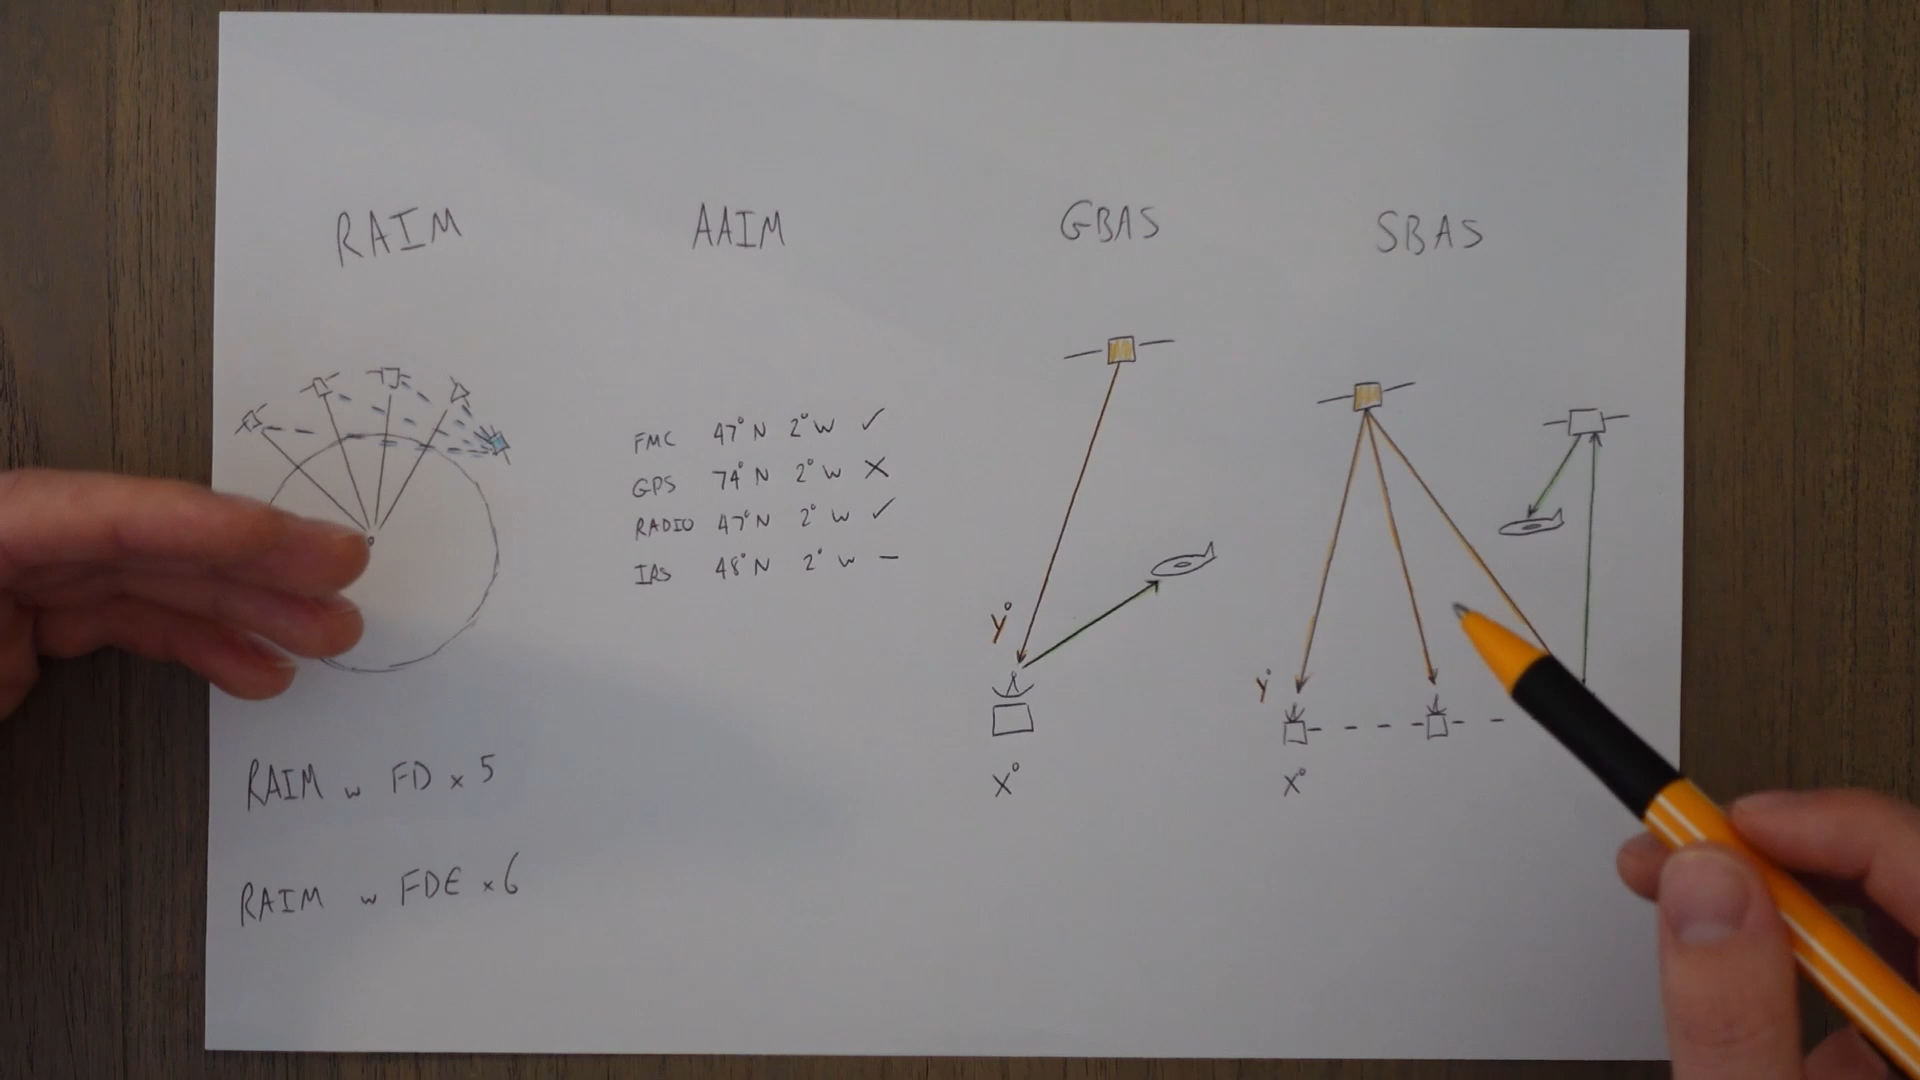 RAIM
AAIM
GBAS
SBAS
FMC 47°N 2°W ✓
GPS 74°N 2°W X
RADIO 47°N 2°W ✓
IRS 48°N 2°W –
Y°
X°
Y°
X°
RAIM w FD x 5
RAIM w FDE x 6